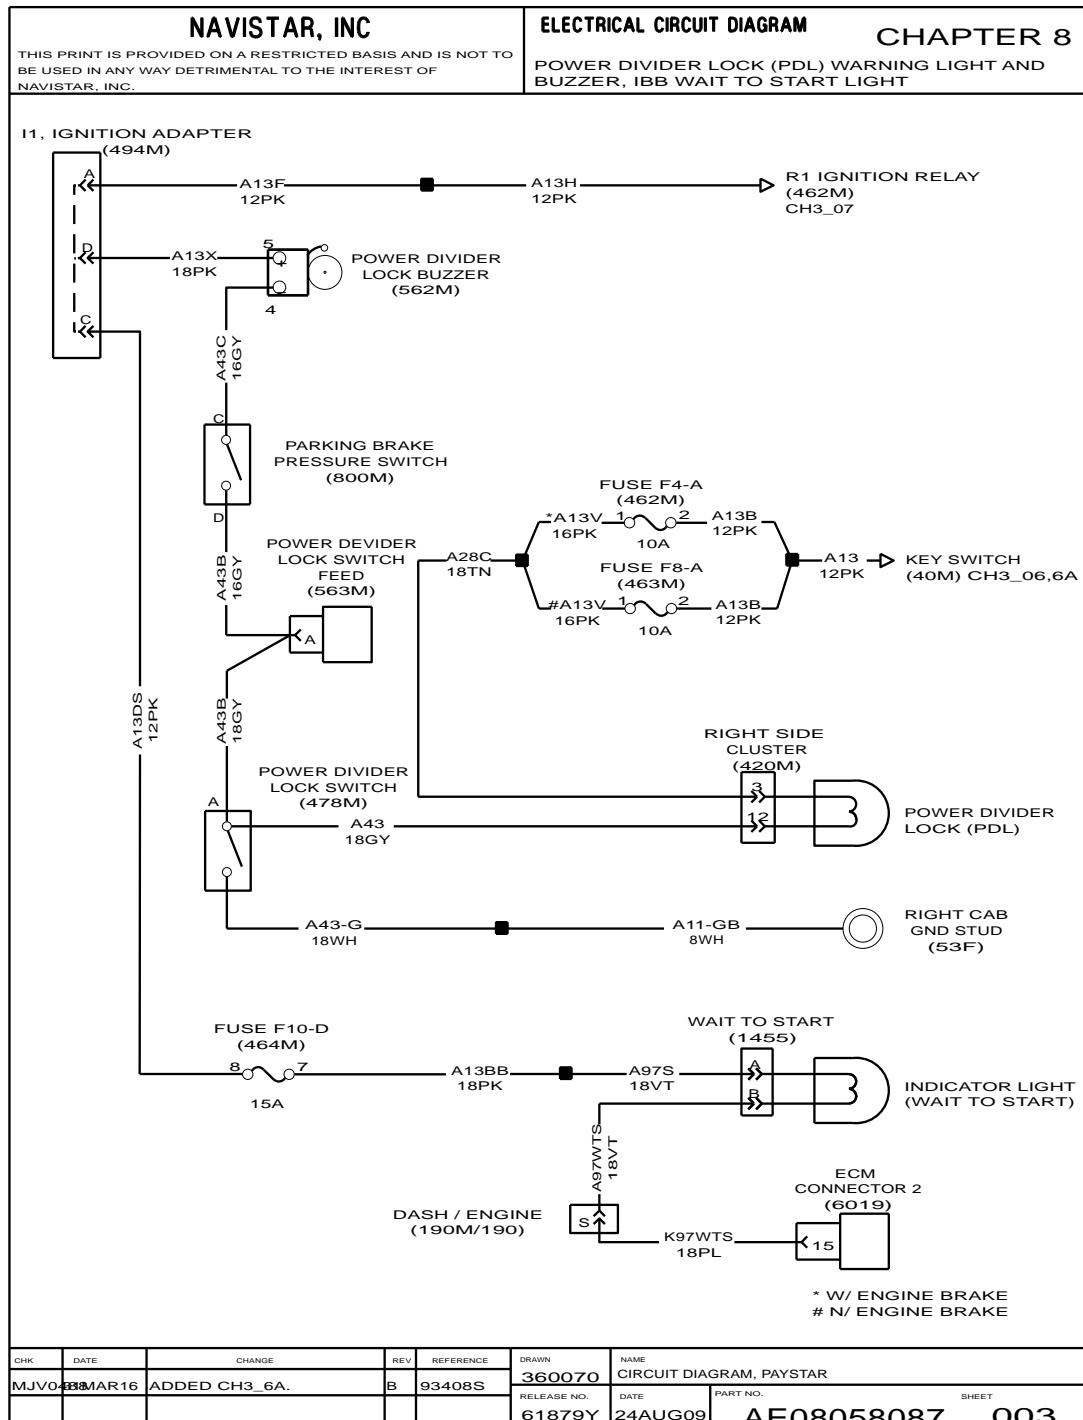 NAVISTAR, INC
THIS PRINT IS PROVIDED ON A RESTRICTED BASIS AND IS NOT TO
BE USED IN ANY WAY DETRIMENTAL TO THE INTEREST OF
NAVISTAR, INC.
ELECTRICAL CIRCUIT DIAGRAM
CHAPTER 8
POWER DIVIDER LOCK (PDL) WARNING LIGHT AND
BUZZER, IBB WAIT TO START LIGHT
I1, IGNITION ADAPTER
(494M)
A
A13F
12PK
A13H
12PK
R1 IGNITION RELAY
(462M)
CH3_07
D
A13X
18PK
5
+
-
4
POWER DIVIDER
LOCK BUZZER
(562M)
C
A43C
16GY
C
PARKING BRAKE
PRESSURE SWITCH
(800M)
D
A43B
16GY
POWER DEVIDER
LOCK SWITCH
FEED
(563M)
A
FUSE F4-A
(462M)
*A13V
16PK
1
2
10A
A13B
12PK
A28C
18TN
A13
12PK
KEY SWITCH
(40M) CH3_06,6A
FUSE F8-A
(463M)
#A13V
16PK
1
2
10A
A13B
12PK
A13DS
12PK
A43B
18GY
POWER DIVIDER
LOCK SWITCH
(478M)
A
A43
18GY
RIGHT SIDE
CLUSTER
(420M)
3
12
POWER DIVIDER
LOCK (PDL)
A43-G
18WH
A11-GB
8WH
RIGHT CAB
GND STUD
(53F)
FUSE F10-D
(464M)
8
7
15A
A13BB
18PK
A97S
18VT
WAIT TO START
(1455)
A
B
INDICATOR LIGHT
(WAIT TO START)
A97WTS
18VT
DASH / ENGINE
(190M/190)
S
K97WTS
18PL
ECM
CONNECTOR 2
(6019)
15
* W/ ENGINE BRAKE
# N/ ENGINE BRAKE
CHK DATE CHANGE REV REFERENCE
ADDED CH3_6A. B 93408S
DRAWN
360070
NAME
CIRCUIT DIAGRAM, PAYSTAR
RELEASE NO.
61879Y
DATE
24AUG09
PART NO.
AE08058087
SHEET
003